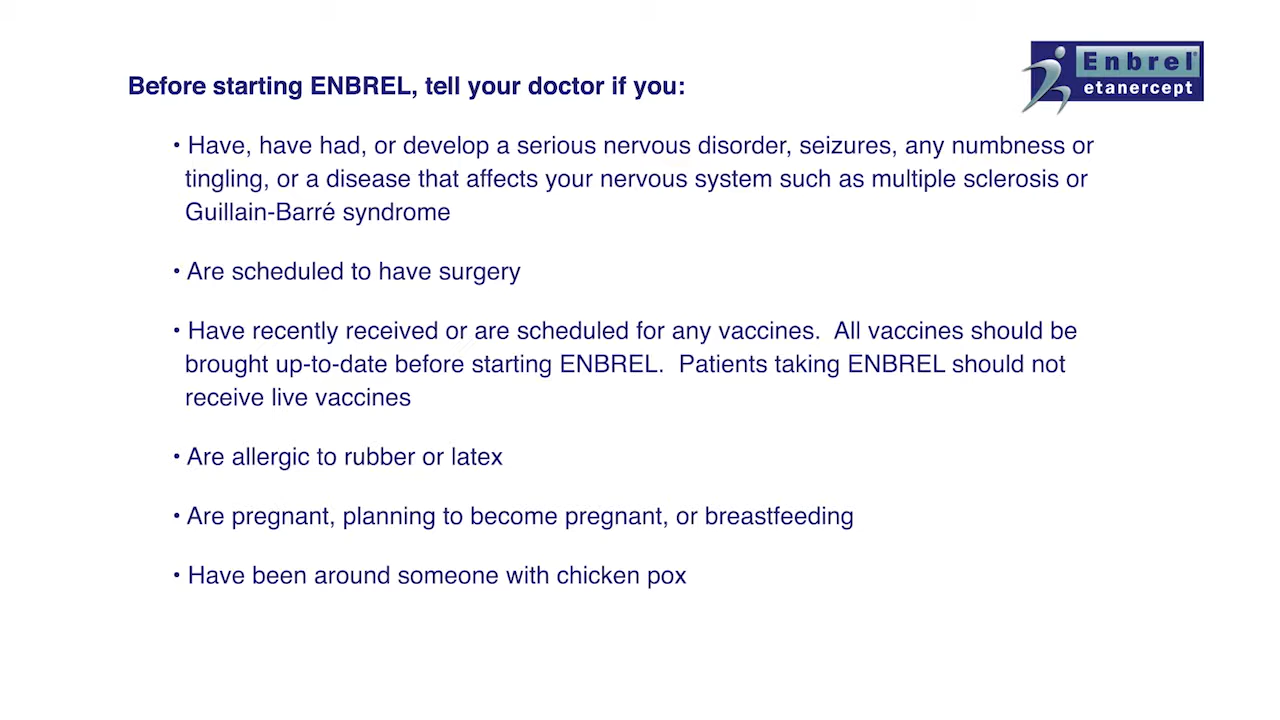 Enbrel®
etanercept
Before starting ENBREL, tell your doctor if you:
• Have, have had, or develop a serious nervous disorder, seizures, any numbness or
tingling, or a disease that affects your nervous system such as multiple sclerosis or
Guillain-Barré syndrome
• Are scheduled to have surgery
• Have recently received or are scheduled for any vaccines.  All vaccines should be
brought up-to-date before starting ENBREL.  Patients taking ENBREL should not
receive live vaccines
• Are allergic to rubber or latex
• Are pregnant, planning to become pregnant, or breastfeeding
• Have been around someone with chicken pox